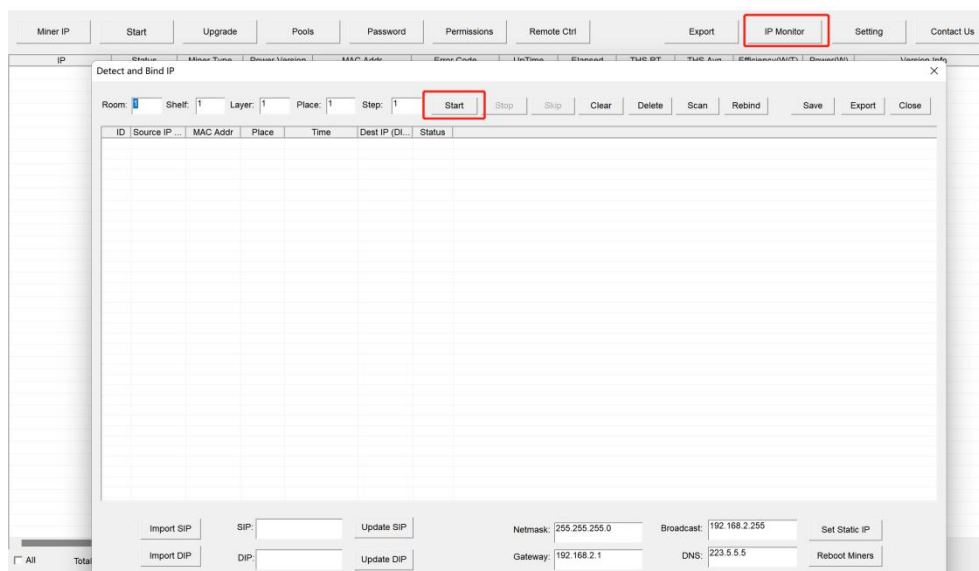 Miner IP Start Upgrade Pools Password Permissions Remote Ctrl Export IP Monitor Setting Contact Us
IP Status Miner Type Power Version MAC Addr Error Code UpTime Elapsed THS RT THS Avg Efficiency(W/T) Power(W) Version Info
Detect and Bind IP
Room: 1 Shelf: 1 Layer: 1 Place: 1 Step: 1 Start Stop Skip Clear Delete Scan Rebind Save Export Close
ID Source IP ... MAC Addr Place Time Dest IP (DI... Status
Import SIP SIP: Update SIP Netmask: 255.255.255.0 Broadcast: 192.168.2.255 Set Static IP
All Total Import DIP DIP: Update DIP Gateway: 192.168.2.1 DNS: 223.5.5.5 Reboot Miners